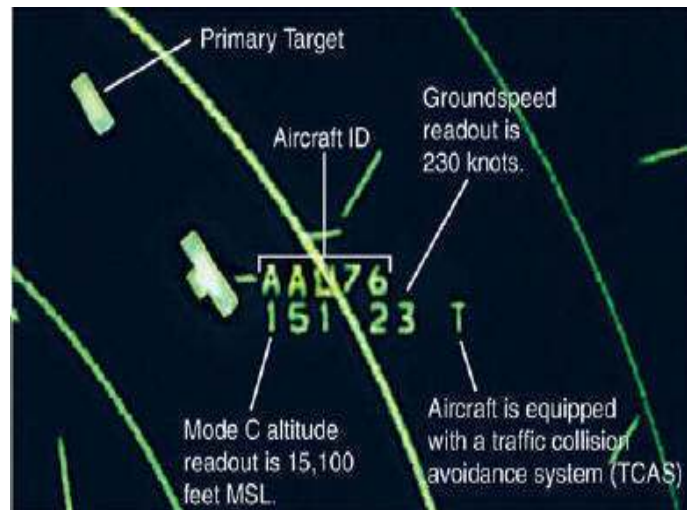 Primary Target
Groundspeed
readout is
230 knots.
Aircraft ID
AAU76
151 23 T
Mode C altitude
readout is 15,100
feet MSL.
Aircraft is equipped
with a traffic collision
avoidance system (TCAS)